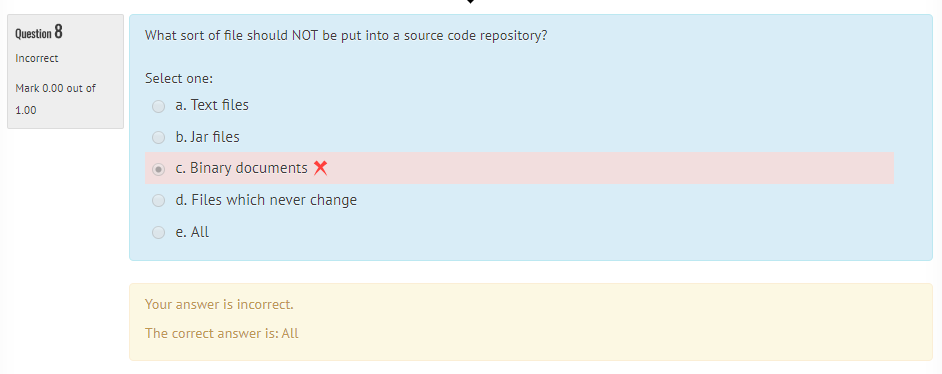 Question 8
Incorrect
Mark 0.00 out of
1.00
What sort of file should NOT be put into a source code repository?
Select one:
a. Text files
b. Jar files
c. Binary documents
d. Files which never change
e. All
Your answer is incorrect.
The correct answer is: All